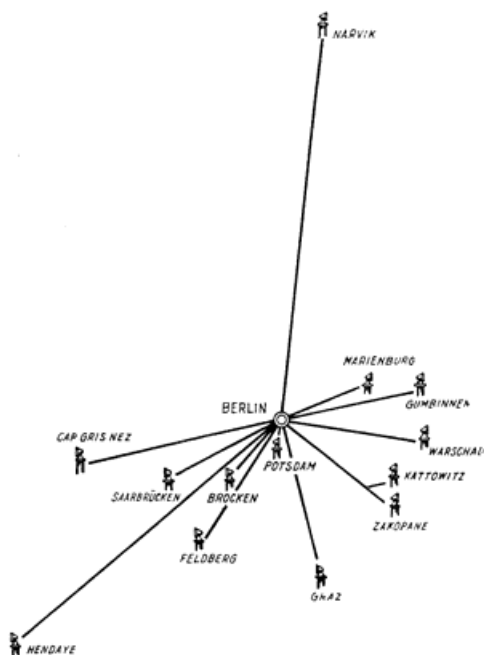 NARVIK
MARIENBURG
GUMBINNEN
BERLIN
WARSCHAU
CAP GRIS NEZ
POTSDAM
KATTOWITZ
SAARBRÜCKEN
BROCKEN
ZAKOPANE
FELDBERG
GRAZ
HENDAYE